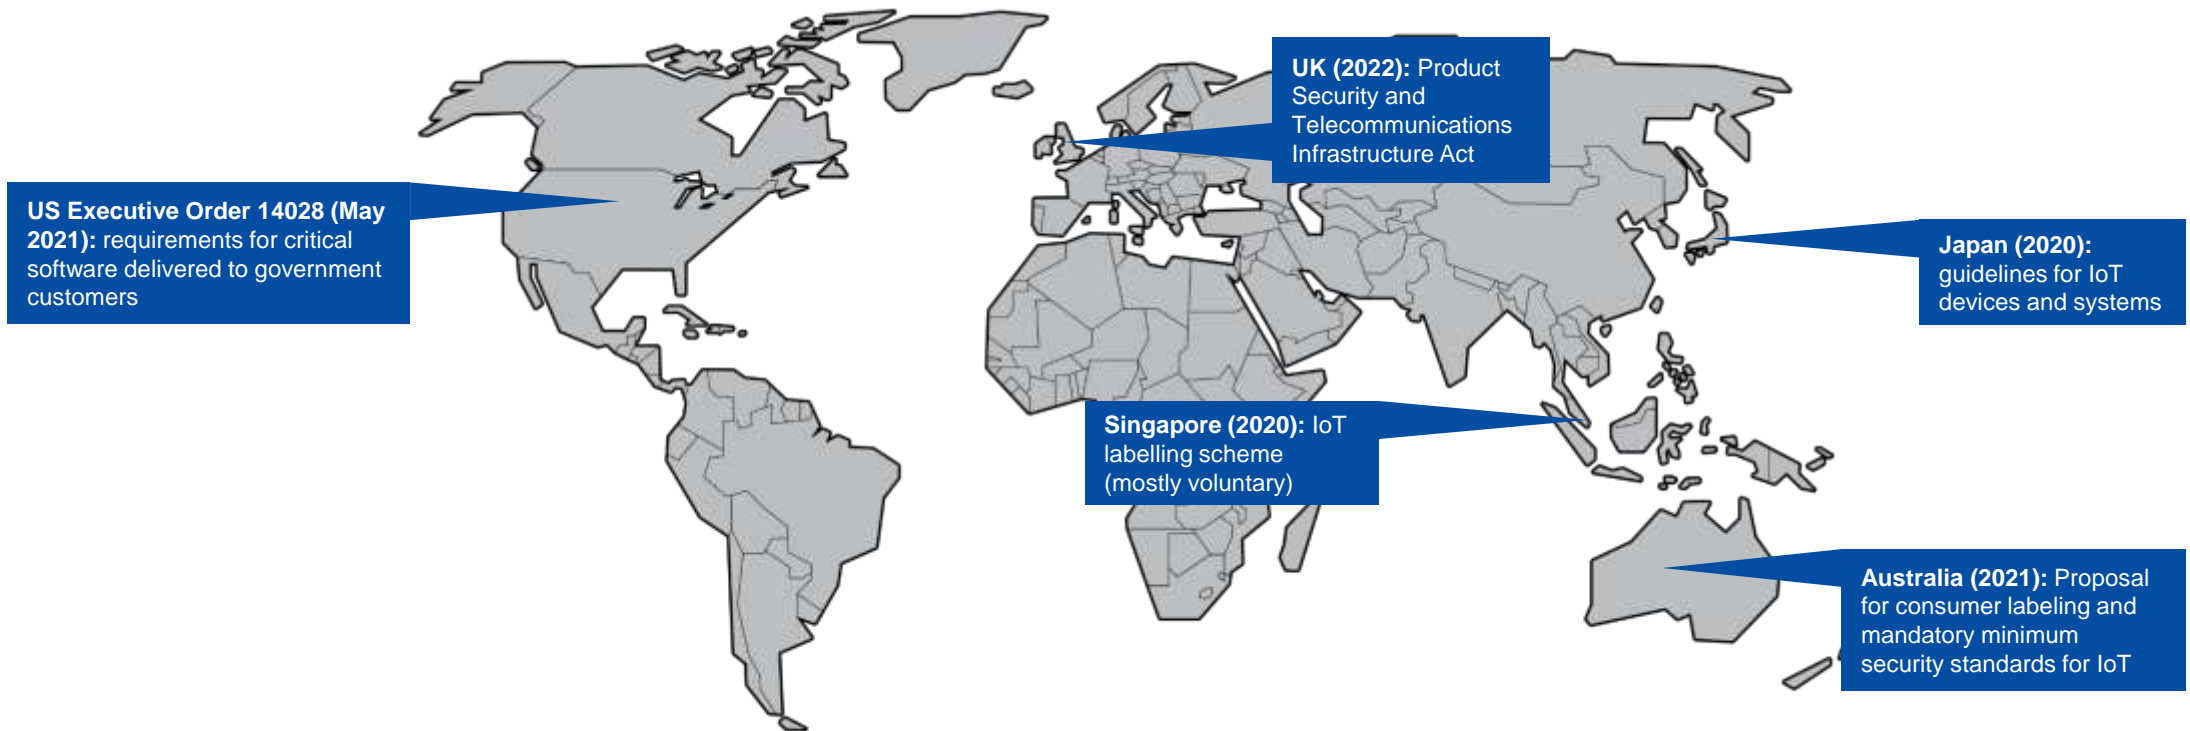 UK (2022): Product
Security and
Telecommunications
Infrastructure Act
US Executive Order 14028 (May
2021): requirements for critical
software delivered to government
customers
Japan (2020):
guidelines for IoT
devices and systems
Singapore (2020): IoT
labelling scheme
(mostly voluntary)
Australia (2021): Proposal
for consumer labeling and
mandatory minimum
security standards for IoT